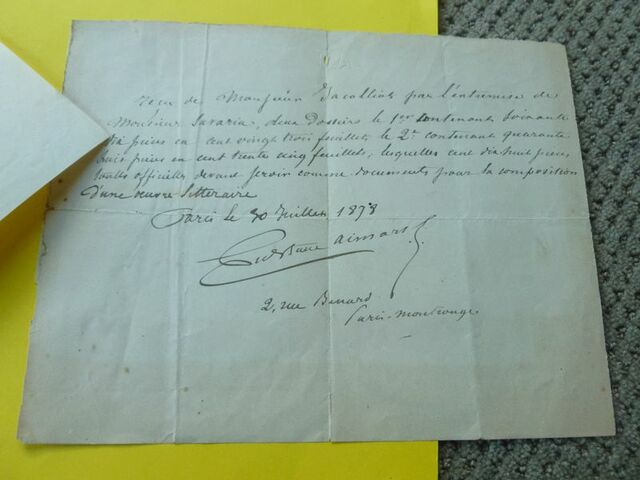 reçu de Monsieur Jacolliot par l'entremise de
Monsieur Savaria, deux dossiers le 1er contenant soixante
dix pièces en cent vingt trois feuillets, le 2e contenant quarante
huit pièces en cent trente cinq feuillets; lesquelles cent dix huit pièces
toutes officielles devant servir comme documents pour la composition
d'une œuvre littéraire
Paris le 30 Juillet 1878
Gustave Aimard
2, rue Benard
Paris-Montrouge